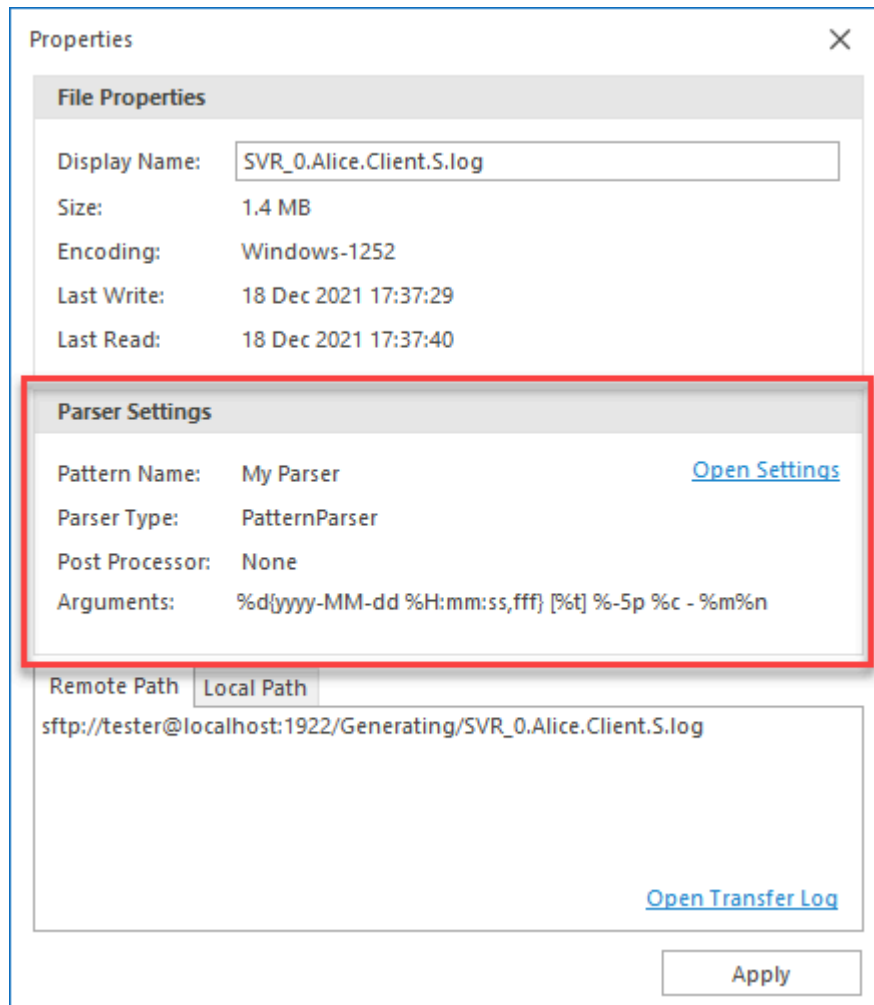 Properties
File Properties
Display Name: SVR_0.Alice.Client.S.log
Size: 1.4 MB
Encoding: Windows-1252
Last Write: 18 Dec 2021 17:37:29
Last Read: 18 Dec 2021 17:37:40
Parser Settings
Pattern Name: My Parser Open Settings
Parser Type: PatternParser
Post Processor: None
Arguments: %d{yyyy-MM-dd %H:mm:ss,fff} [%t] %-5p %c - %m%n
Remote Path Local Path
sftp://tester@localhost:1922/Generating/SVR_0.Alice.Client.S.log
Open Transfer Log
Apply